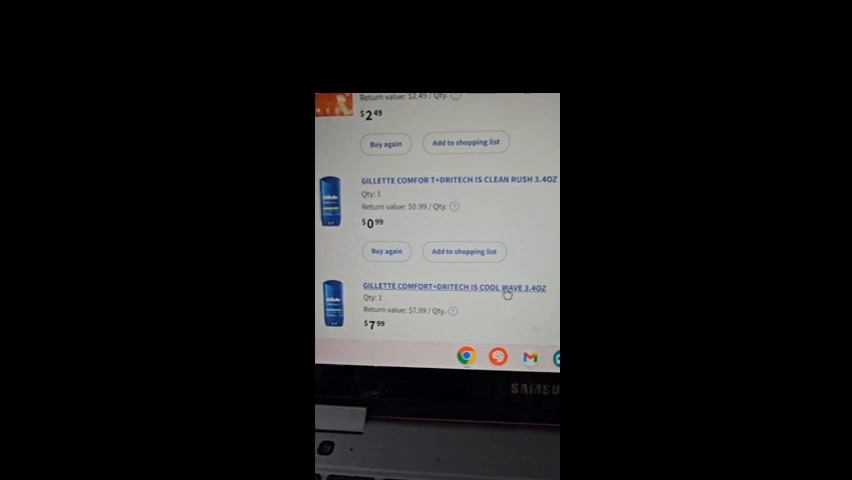 Return value: $2.49 / Qty. ?
$2 49
Buy again
Add to shopping list
GILLETTE COMFOR T+DRITECH IS CLEAN RUSH 3.4OZ
Qty: 1
Return value: $0.99 / Qty. ?
$0 99
Buy again
Add to shopping list
GILLETTE COMFORT+DRITECH IS COOL WAVE 3.4OZ
Qty: 1
Return value: $7.99 / Qty. ?
$7 99
SAMSU